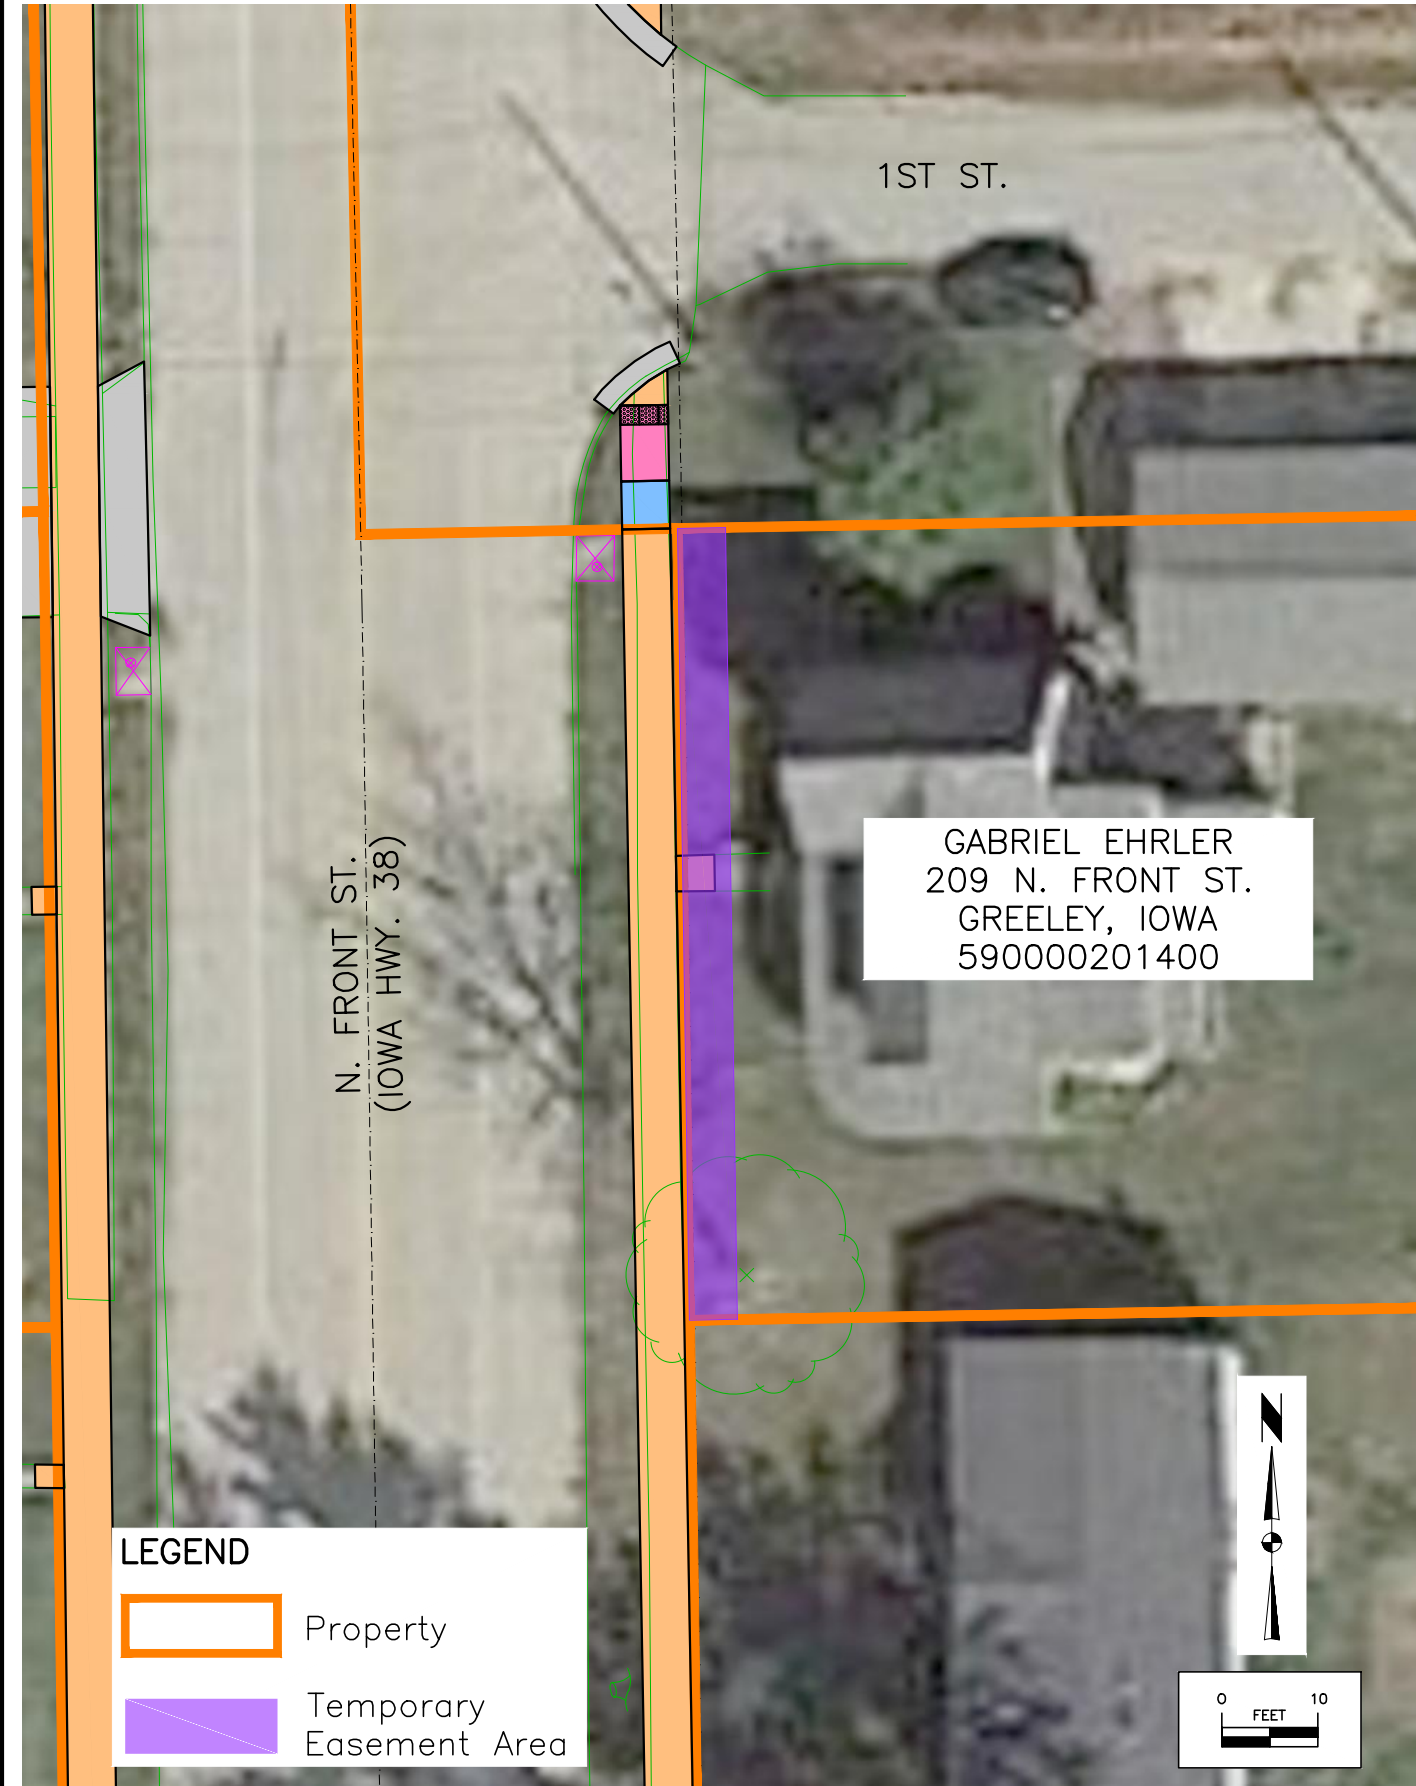 1ST ST.
N. FRONT ST.
(IOWA HWY. 38)
GABRIEL EHRLER
209 N. FRONT ST.
GREELEY, IOWA
590000201400
LEGEND
Property
Temporary
Easement Area
N
0 10
FEET